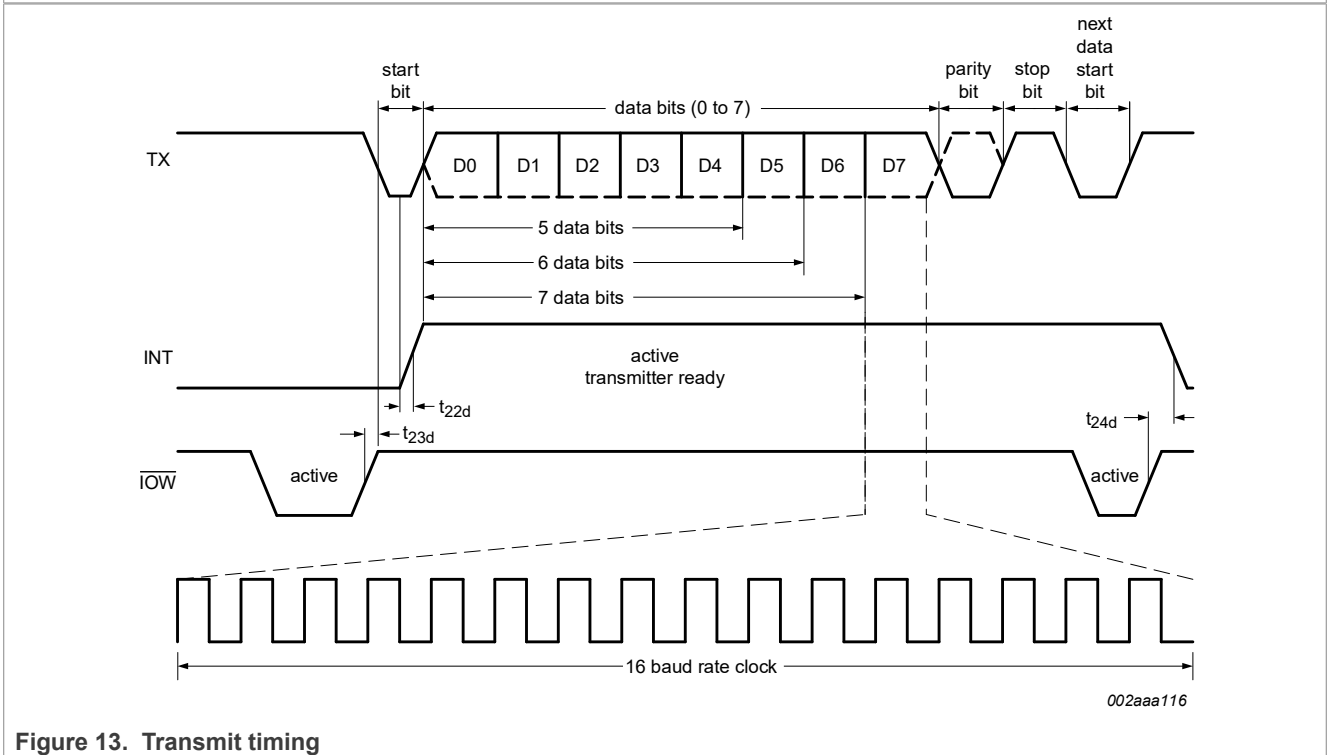 next
data
start
bit
start
bit
parity
bit
stop
bit
data bits (0 to 7)
TX
D0 D1 D2 D3 D4 D5 D6 D7
5 data bits
6 data bits
7 data bits
INT
active
transmitter ready
t22d
t23d
t24d
IOW
active
active
16 baud rate clock
002aaa116
Figure 13. Transmit timing